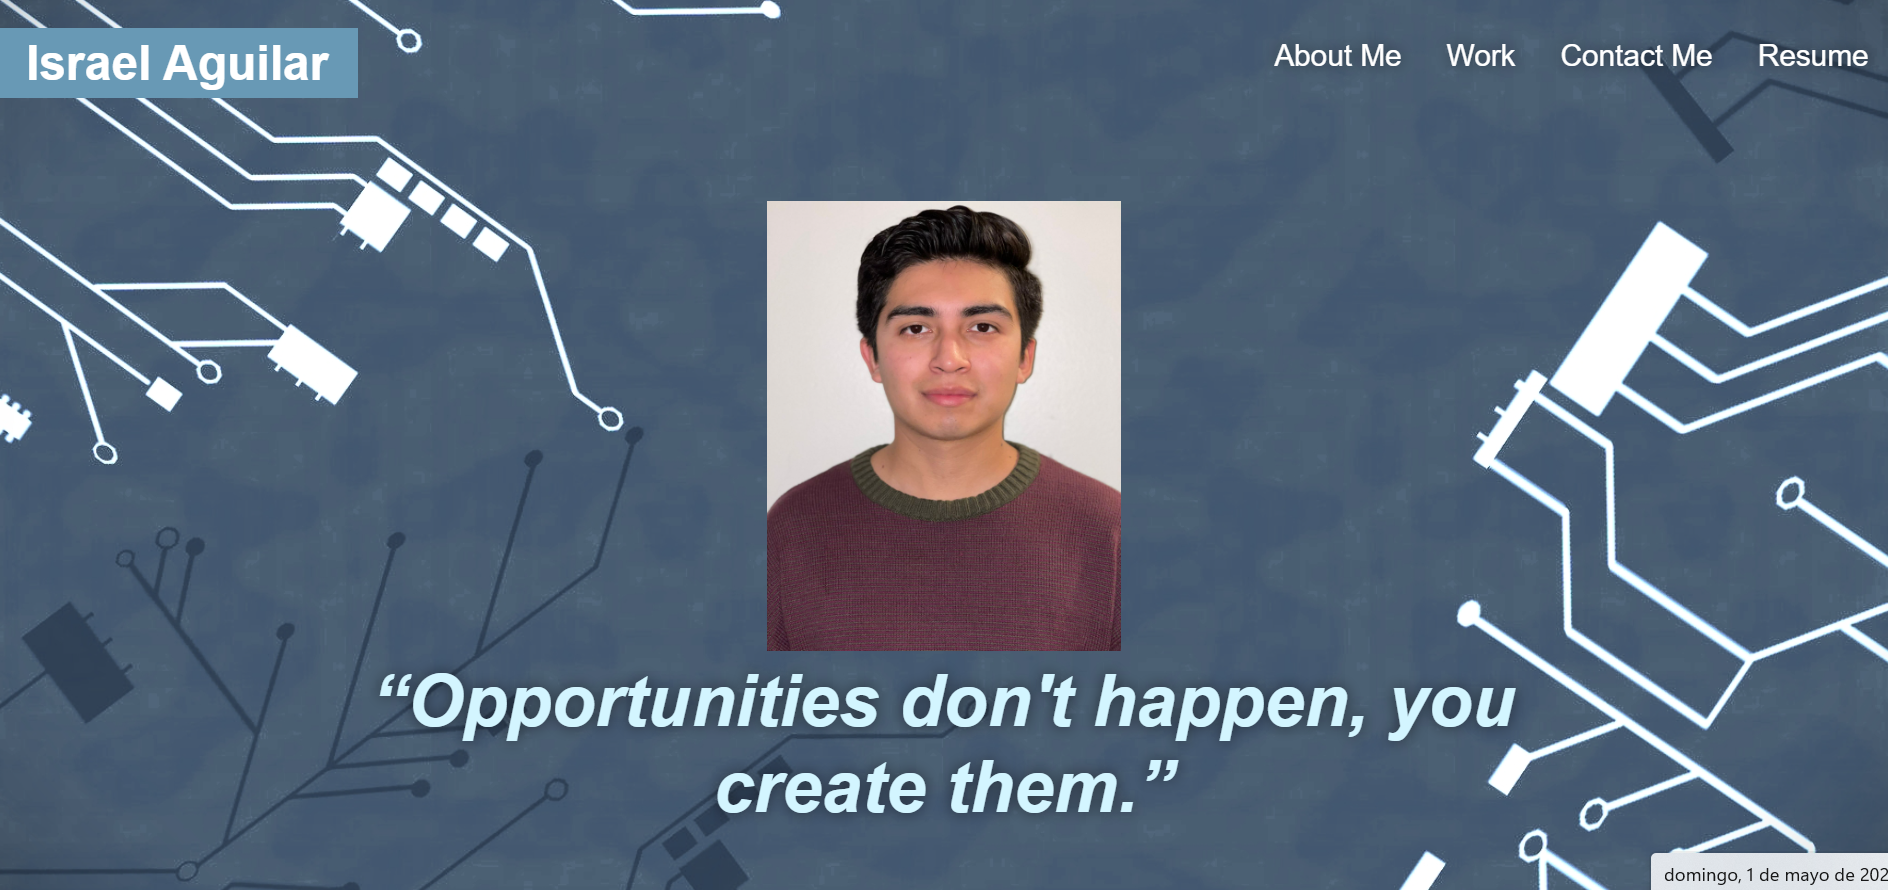 Israel Aguilar
About Me Work Contact Me Resume
“Opportunities don't happen, you
create them.”
domingo, 1 de mayo de 202